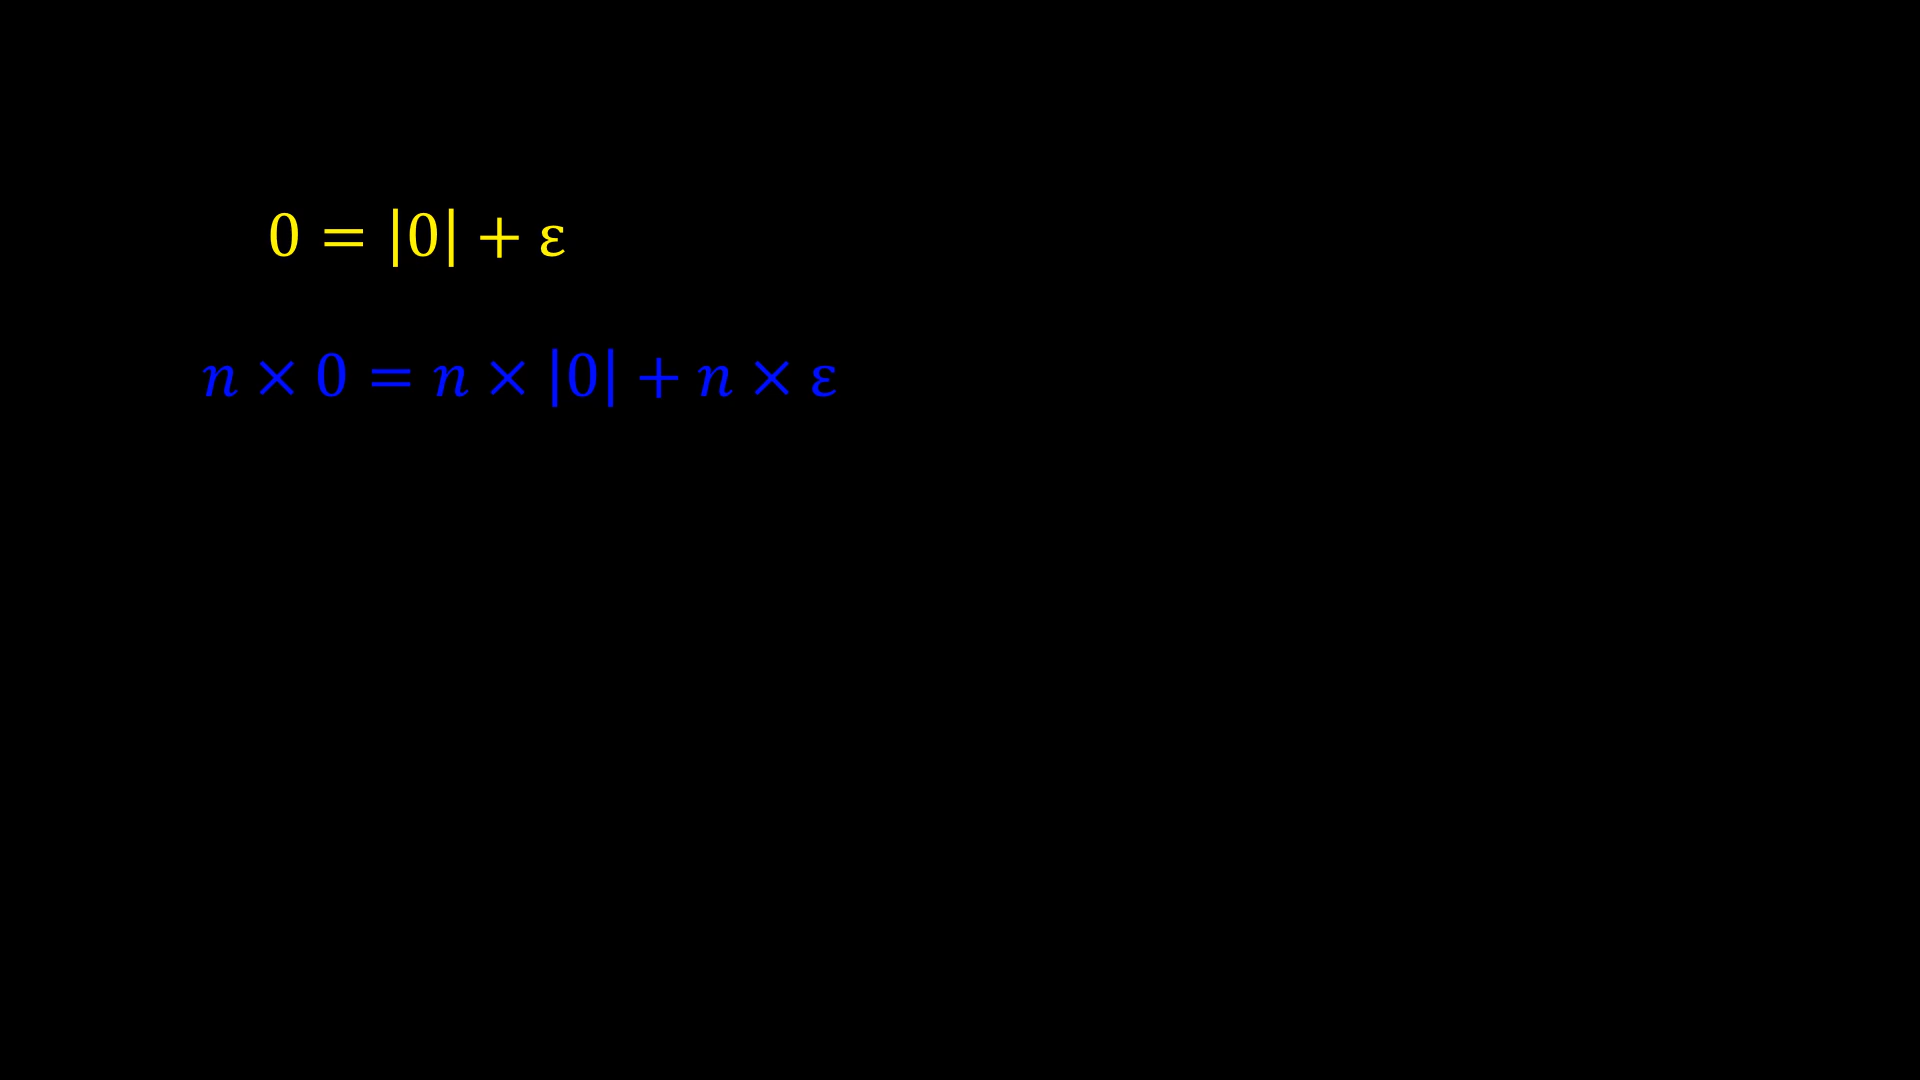 0 = |0| + ε
n × 0 = n × |0| + n × ε